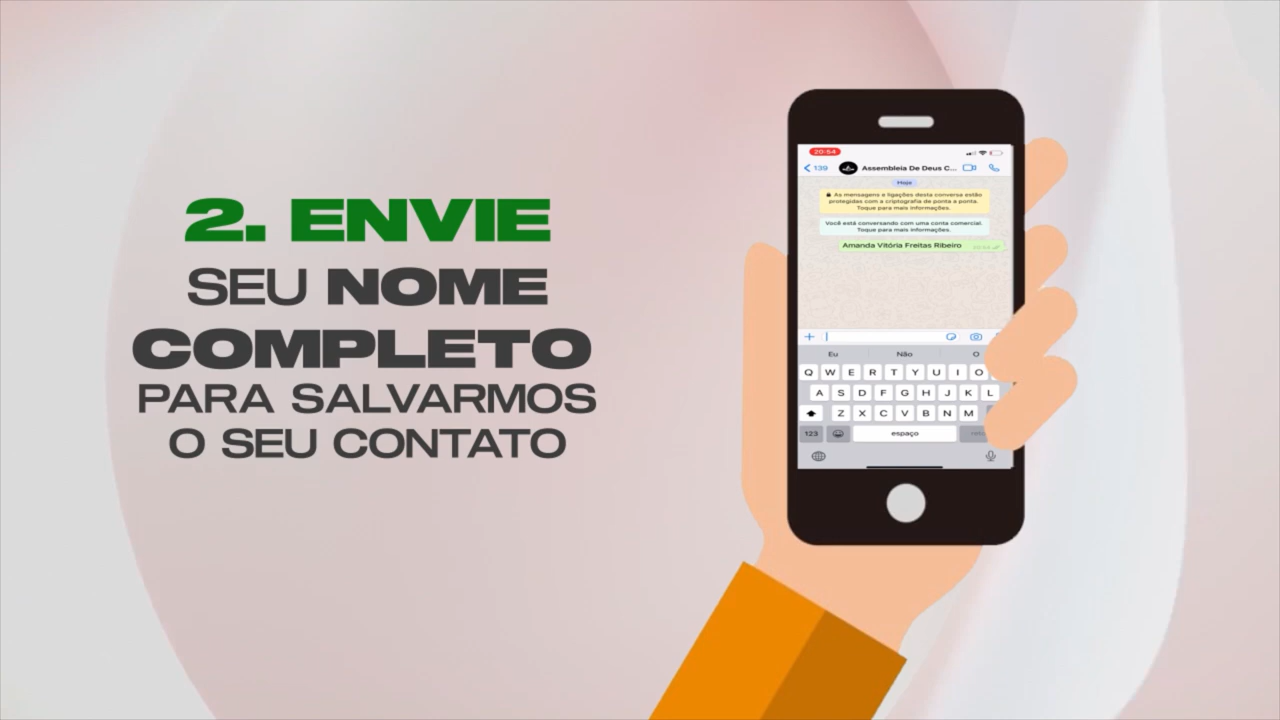 2. ENVIE
SEU NOME
COMPLETO
PARA SALVARMOS
O SEU CONTATO
20:54
139
Assembleia De Deus C...
Hoje
As mensagens e ligações desta conversa estão
protegidas com a criptografia de ponta a ponta.
Toque para mais informações.
Você está conversando com uma conta comercial.
Toque para mais informações.
Amanda Vitória Freitas Ribeiro
Eu Não O
Q W E R T Y U I O
A S D F G H J K L
Z X C V B N M
123 espaço